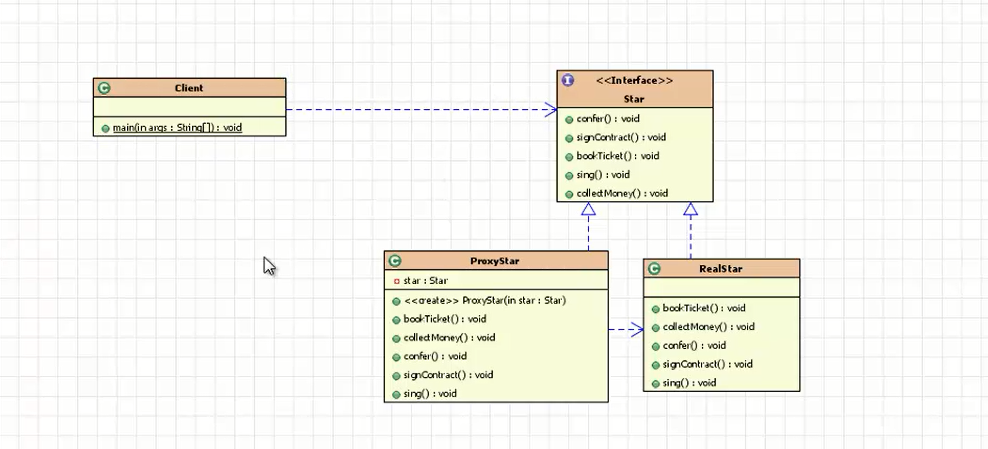 Client
main(in args : String[]) : void
<<Interface>>
Star
confer() : void
signContract() : void
bookTicket() : void
sing() : void
collectMoney() : void
ProxyStar
star : Star
<<create>> ProxyStar(in star : Star)
bookTicket() : void
collectMoney() : void
confer() : void
signContract() : void
sing() : void
RealStar
bookTicket() : void
collectMoney() : void
confer() : void
signContract() : void
sing() : void